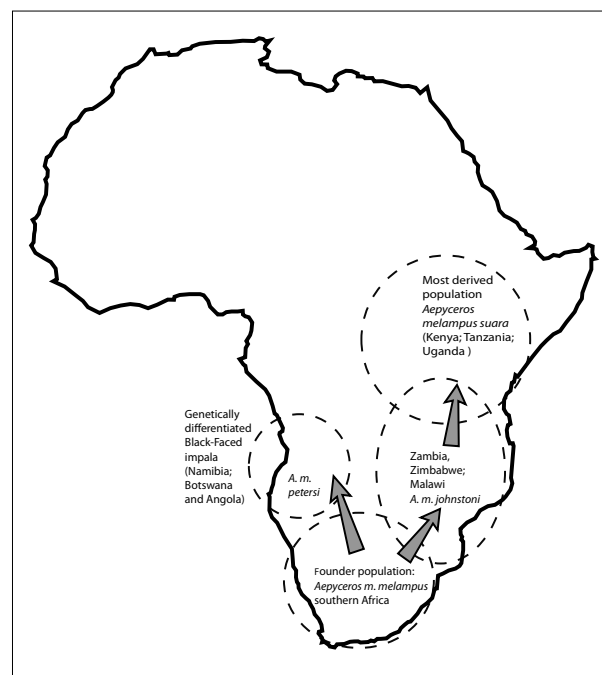 Most derived
population
Aepyceros
melampus suara
(Kenya; Tanzania;
Uganda )
Genetically
differentiated
Black-Faced
impala
(Namibia;
Botswana
and Angola)
A. m.
petersi
Zambia,
Zimbabwe;
Malawi
A. m. johnstoni
Founder population:
Aepyceros m. melampus
southern Africa